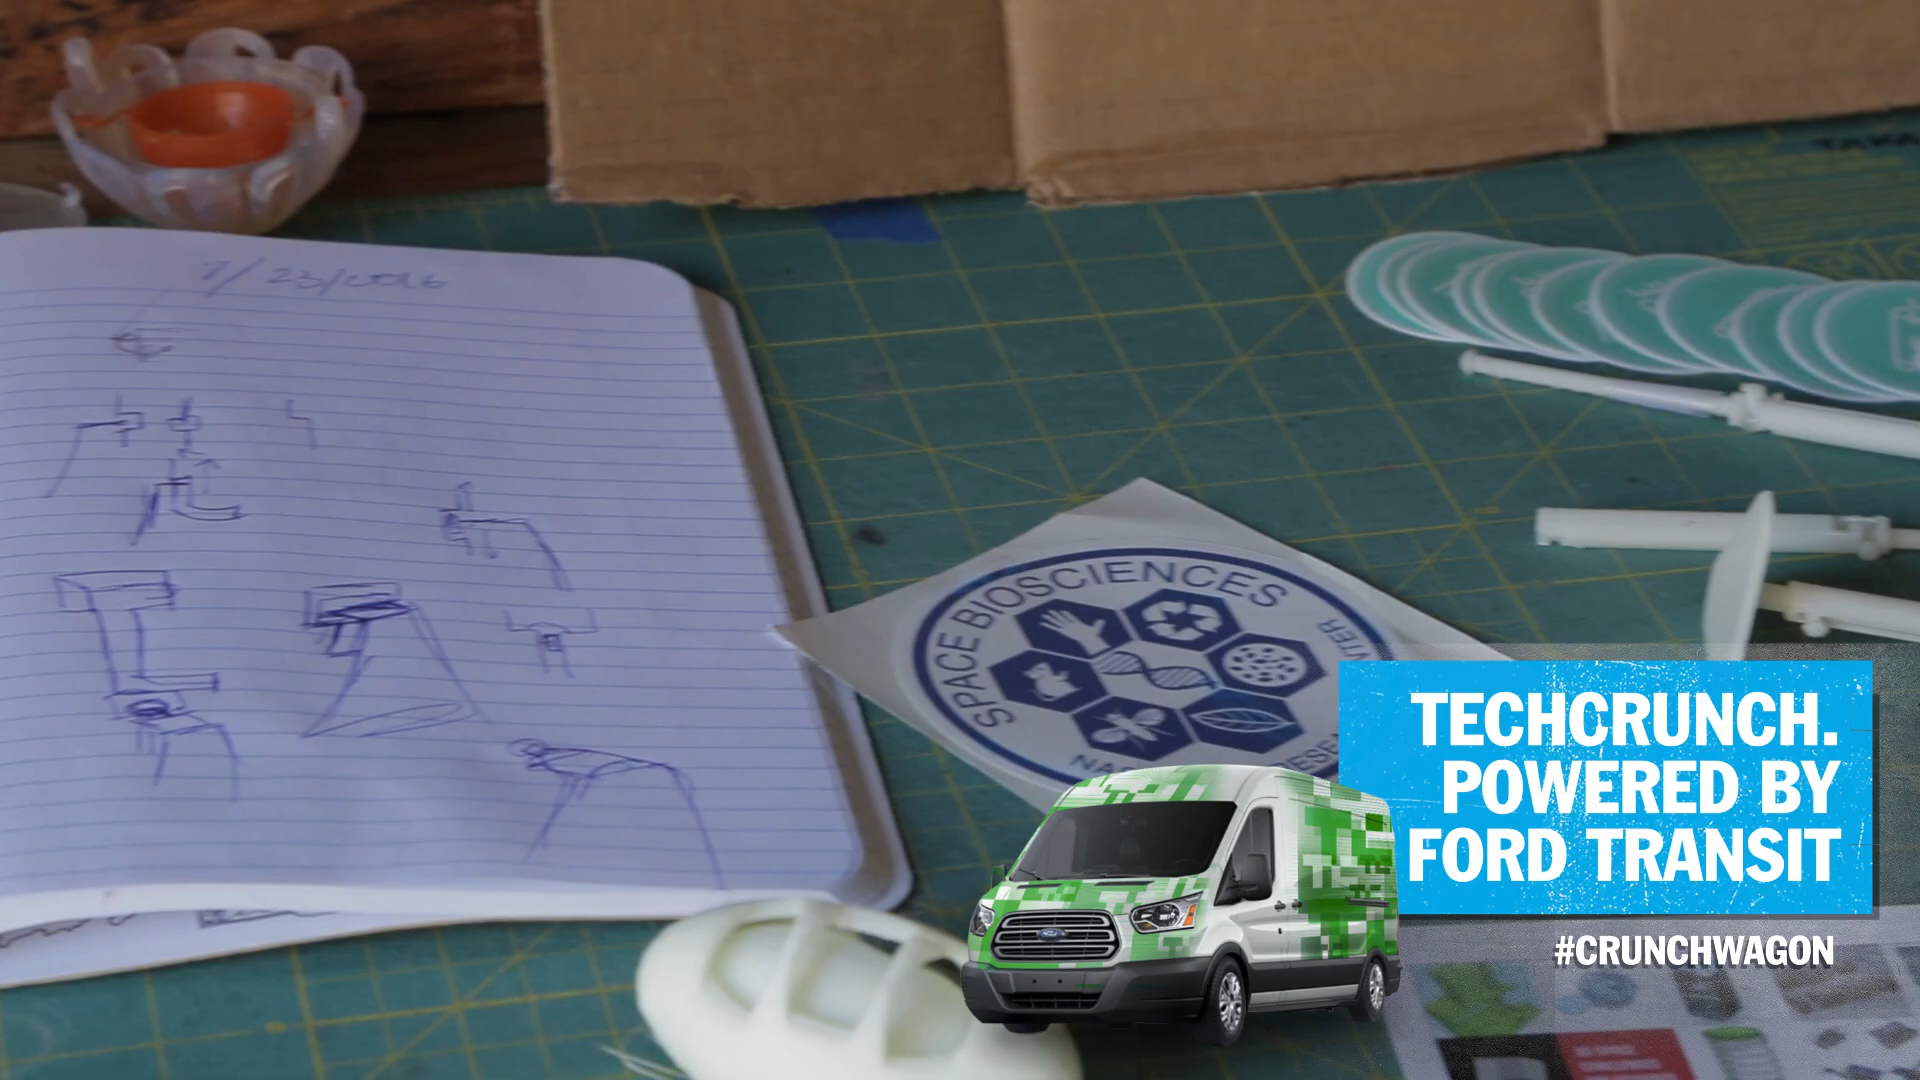 7/23/2016
SPACE BIOSCIENCES
TECHCRUNCH.
POWERED BY
FORD TRANSIT
#CRUNCHWAGON